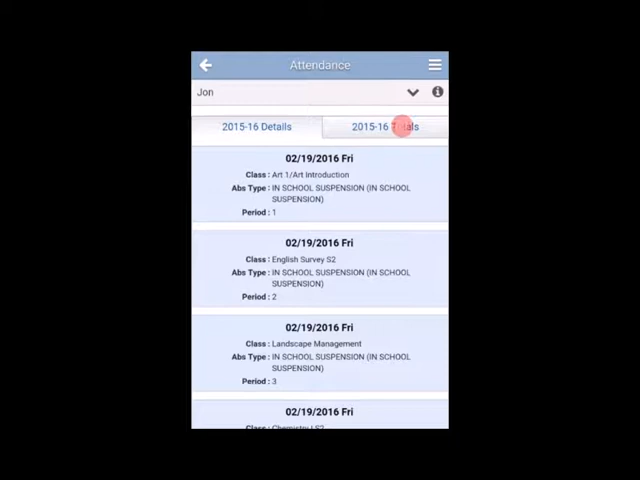 Attendance
Jon
2015-16 Details
2015-16
02/19/2016 Fri
Class : Art 1/Art Introduction
Abs Type : IN SCHOOL SUSPENSION (IN SCHOOL
SUSPENSION)
Period : 1
02/19/2016 Fri
Class : English Survey S2
Abs Type : IN SCHOOL SUSPENSION (IN SCHOOL
SUSPENSION)
Period : 2
02/19/2016 Fri
Class : Landscape Management
Abs Type : IN SCHOOL SUSPENSION (IN SCHOOL
SUSPENSION)
Period : 3
02/19/2016 Fri
Class : Chemistry I S2